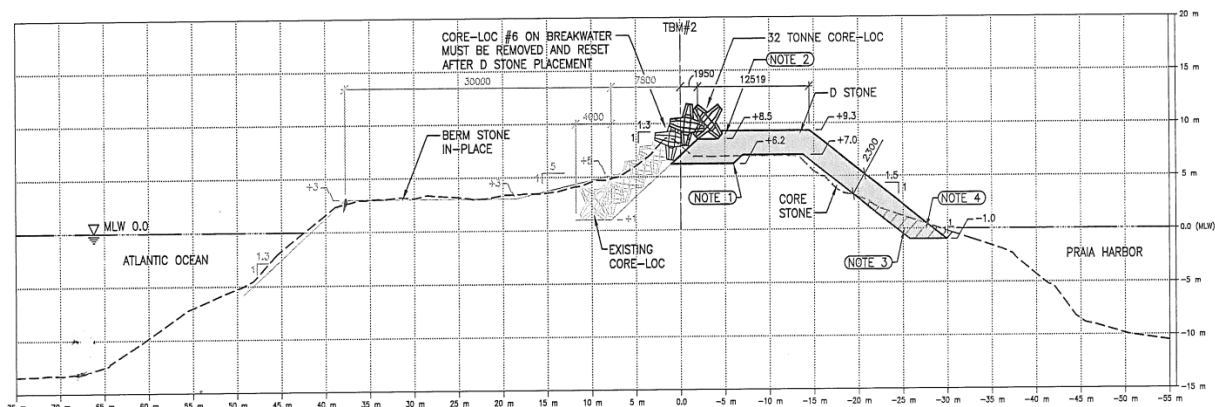 TBM#2
CORE-LOC #6 ON BREAKWATER
MUST BE REMOVED AND RESET
AFTER D STONE PLACEMENT
32 TONNE CORE-LOC
NOTE 2
1950
12519
7500
30000
4000
D STONE
+8.5
+9.3
+6.2
+7.0
2300
1.3
1
BERM STONE
IN-PLACE
5
1
+5
+3
+3
+1
1.5
1
NOTE 1
CORE
STONE
NOTE 4
-1.0
1
NOTE 3
EXISTING
CORE-LOC
MLW 0.0
ATLANTIC OCEAN
1.3
1
PRAIA HARBOR
20 m
15 m
10 m
5 m
0.0 (MLW)
-5 m
-10 m
-15 m
75 m
70 m
65 m
60 m
55 m
50 m
45 m
40 m
35 m
30 m
25 m
20 m
15 m
10 m
5 m
0.0
-5 m
-10 m
-15 m
-20 m
-25 m
-30 m
-35 m
-40 m
-45 m
-50 m
-55 m